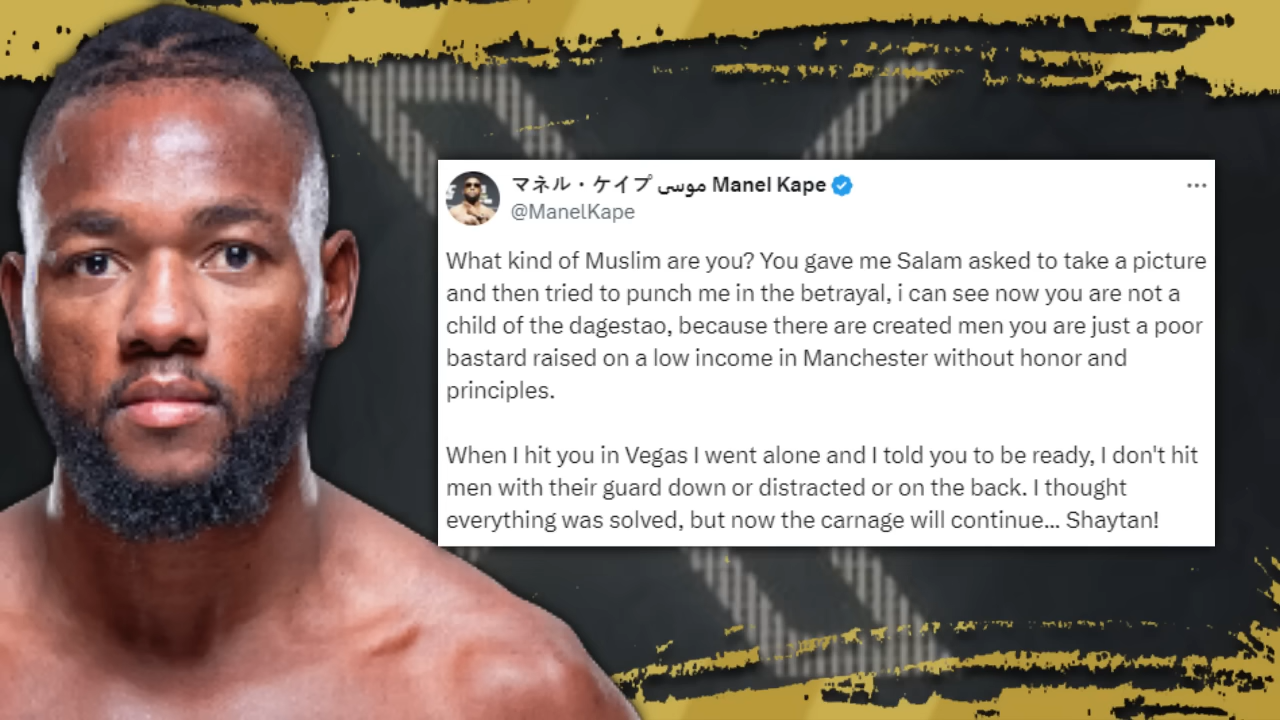 マネル・ケイプ موسى Manel Kape
@ManelKape
What kind of Muslim are you? You gave me Salam asked to take a picture
and then tried to punch me in the betrayal, i can see now you are not a
child of the dagestao, because there are created men you are just a poor
bastard raised on a low income in Manchester without honor and
principles.
When I hit you in Vegas I went alone and I told you to be ready, I don't hit
men with their guard down or distracted or on the back. I thought
everything was solved, but now the carnage will continue... Shaytan!